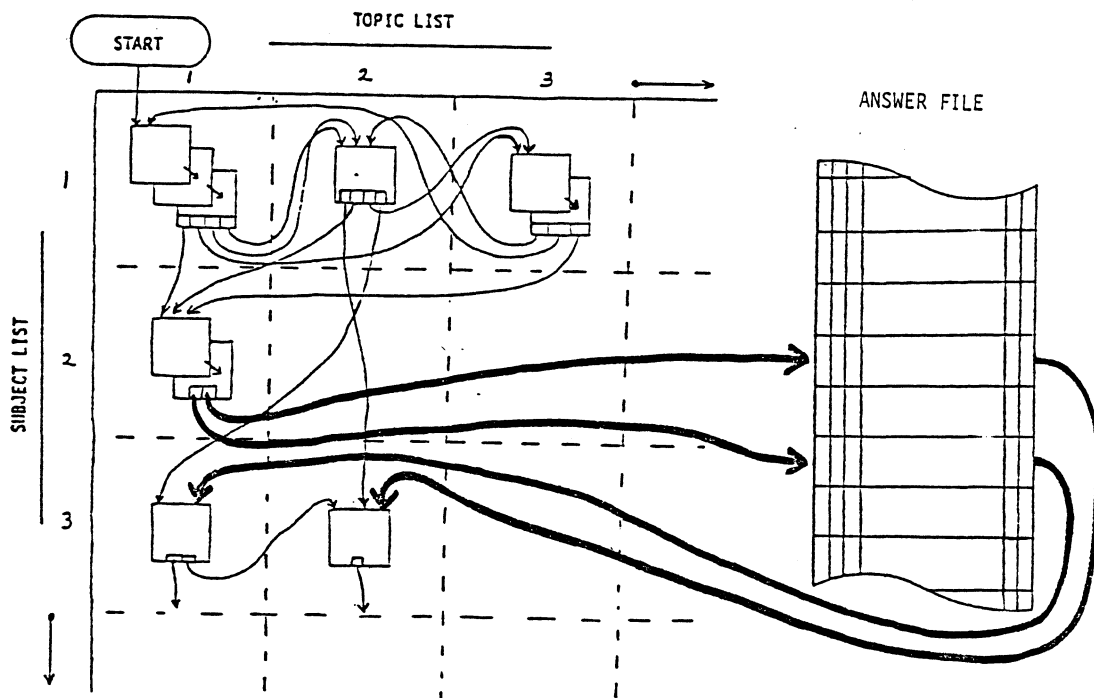 TOPIC LIST
START
1 2 3
ANSWER FILE
1
SUBJECT LIST
2
3